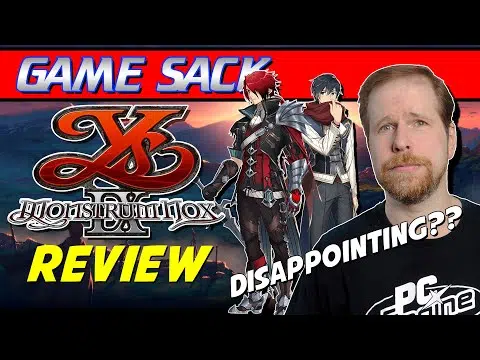 GAME SACK
Ys
IX
Monstrum Nox
REVIEW
DISAPPOINTING??
PC
Engine